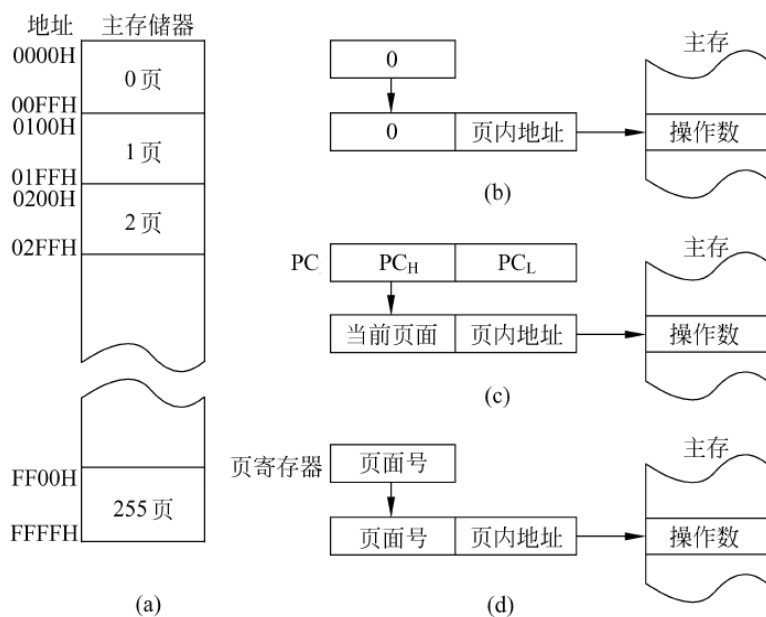 地址 主存储器
0000H
0 页
00FFH
0100H
1 页
01FFH
0200H
2 页
02FFH
FF00H
255 页
FFFFH
(a)
主存
0
0 页内地址 操作数
(b)
主存
PC PCH PCL
当前页面 页内地址 操作数
(c)
主存
页寄存器 页面号
页面号 页内地址 操作数
(d)